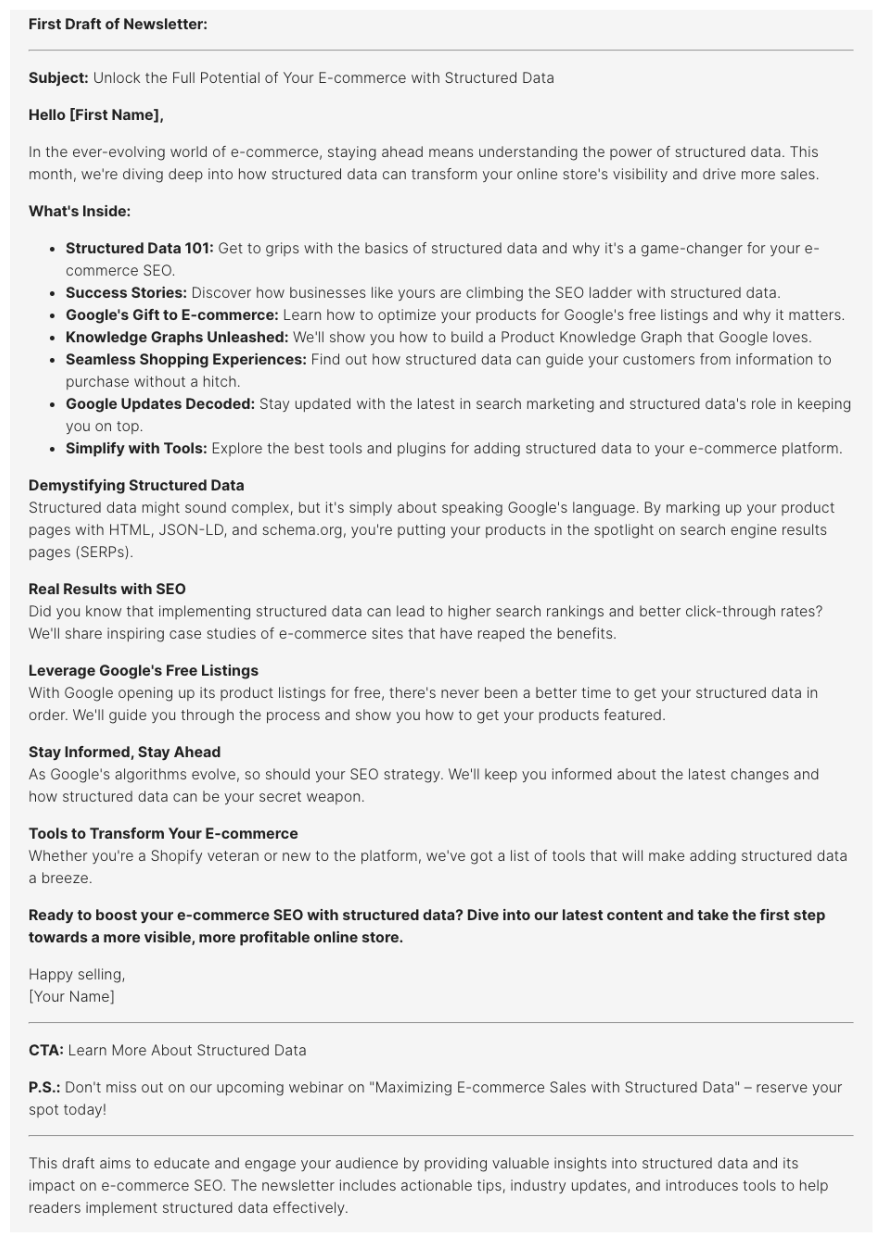 First Draft of Newsletter:
Subject: Unlock the Full Potential of Your E-commerce with Structured Data
Hello [First Name],
In the ever-evolving world of e-commerce, staying ahead means understanding the power of structured data. This
month, we're diving deep into how structured data can transform your online store's visibility and drive more sales.
What's Inside:
• Structured Data 101: Get to grips with the basics of structured data and why it's a game-changer for your e-
commerce SEO.
• Success Stories: Discover how businesses like yours are climbing the SEO ladder with structured data.
• Google's Gift to E-commerce: Learn how to optimize your products for Google's free listings and why it matters.
• Knowledge Graphs Unleashed: We'll show you how to build a Product Knowledge Graph that Google loves.
• Seamless Shopping Experiences: Find out how structured data can guide your customers from information to
purchase without a hitch.
• Google Updates Decoded: Stay updated with the latest in search marketing and structured data's role in keeping
you on top.
• Simplify with Tools: Explore the best tools and plugins for adding structured data to your e-commerce platform.
Demystifying Structured Data
Structured data might sound complex, but it's simply about speaking Google's language. By marking up your product
pages with HTML, JSON-LD, and schema.org, you're putting your products in the spotlight on search engine results
pages (SERPs).
Real Results with SEO
Did you know that implementing structured data can lead to higher search rankings and better click-through rates?
We'll share inspiring case studies of e-commerce sites that have reaped the benefits.
Leverage Google's Free Listings
With Google opening up its product listings for free, there's never been a better time to get your structured data in
order. We'll guide you through the process and show you how to get your products featured.
Stay Informed, Stay Ahead
As Google's algorithms evolve, so should your SEO strategy. We'll keep you informed about the latest changes and
how structured data can be your secret weapon.
Tools to Transform Your E-commerce
Whether you're a Shopify veteran or new to the platform, we've got a list of tools that will make adding structured data
a breeze.
Ready to boost your e-commerce SEO with structured data? Dive into our latest content and take the first step
towards a more visible, more profitable online store.
Happy selling,
[Your Name]
CTA: Learn More About Structured Data
P.S.: Don't miss out on our upcoming webinar on "Maximizing E-commerce Sales with Structured Data" – reserve your
spot today!
This draft aims to educate and engage your audience by providing valuable insights into structured data and its
impact on e-commerce SEO. The newsletter includes actionable tips, industry updates, and introduces tools to help
readers implement structured data effectively.